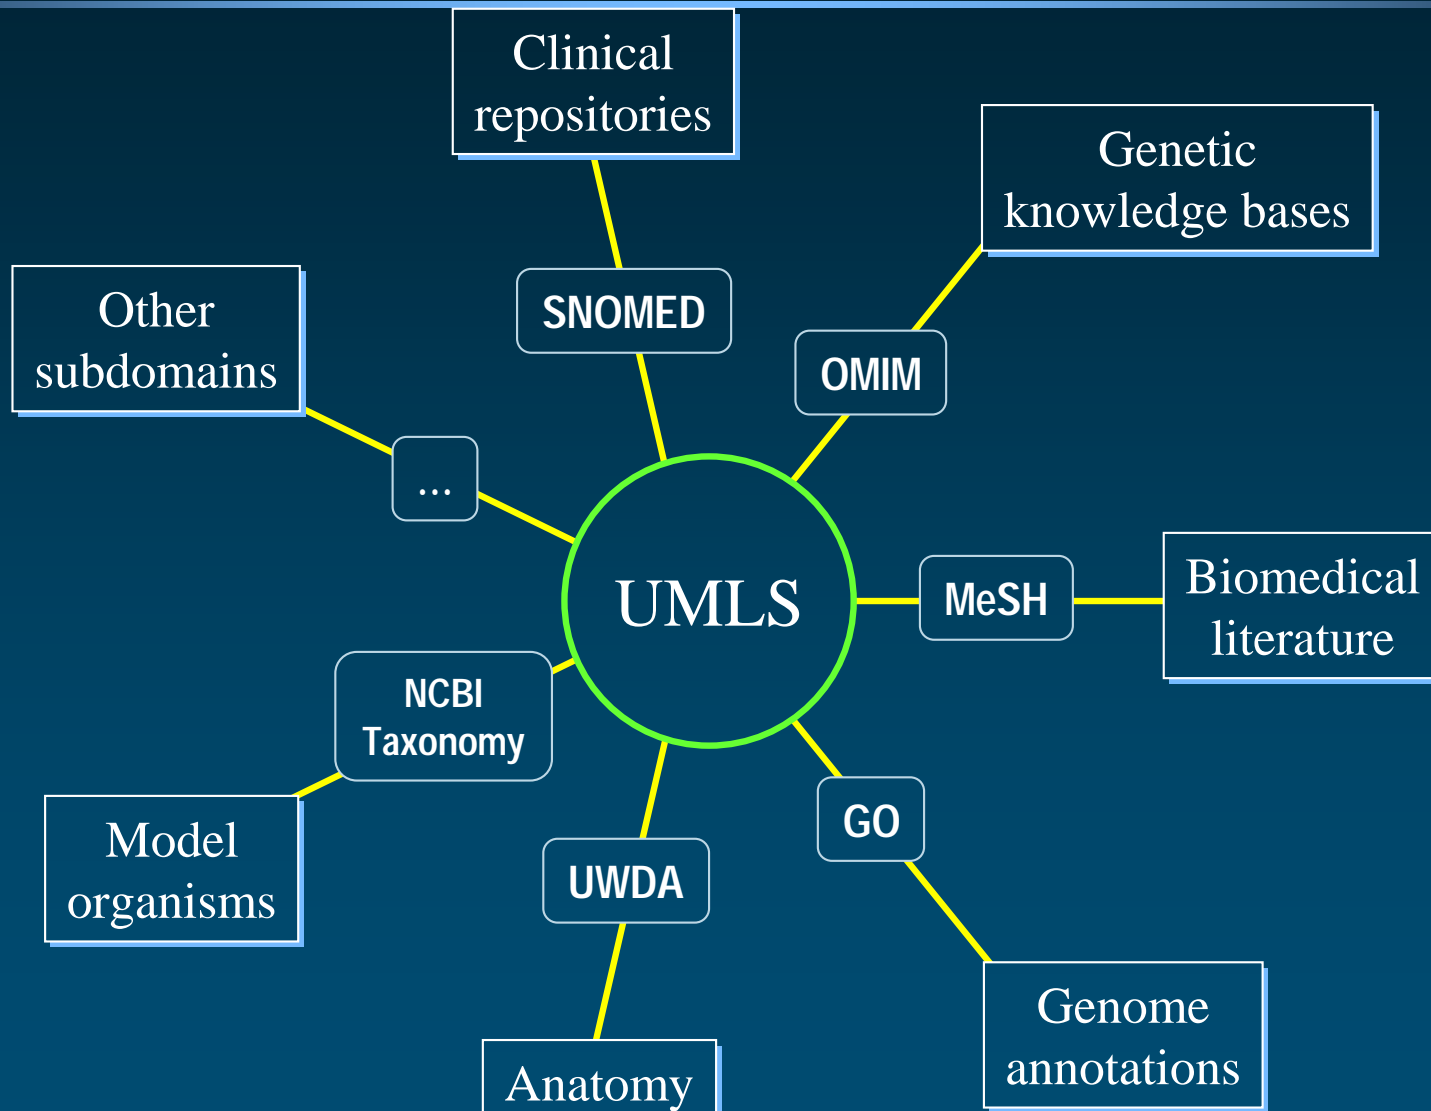 Clinical
repositories
Genetic
knowledge bases
Other
subdomains
SNOMED
OMIM
...
UMLS
MeSH
Biomedical
literature
NCBI
Taxonomy
GO
Model
organisms
UWDA
Genome
annotations
Anatomy